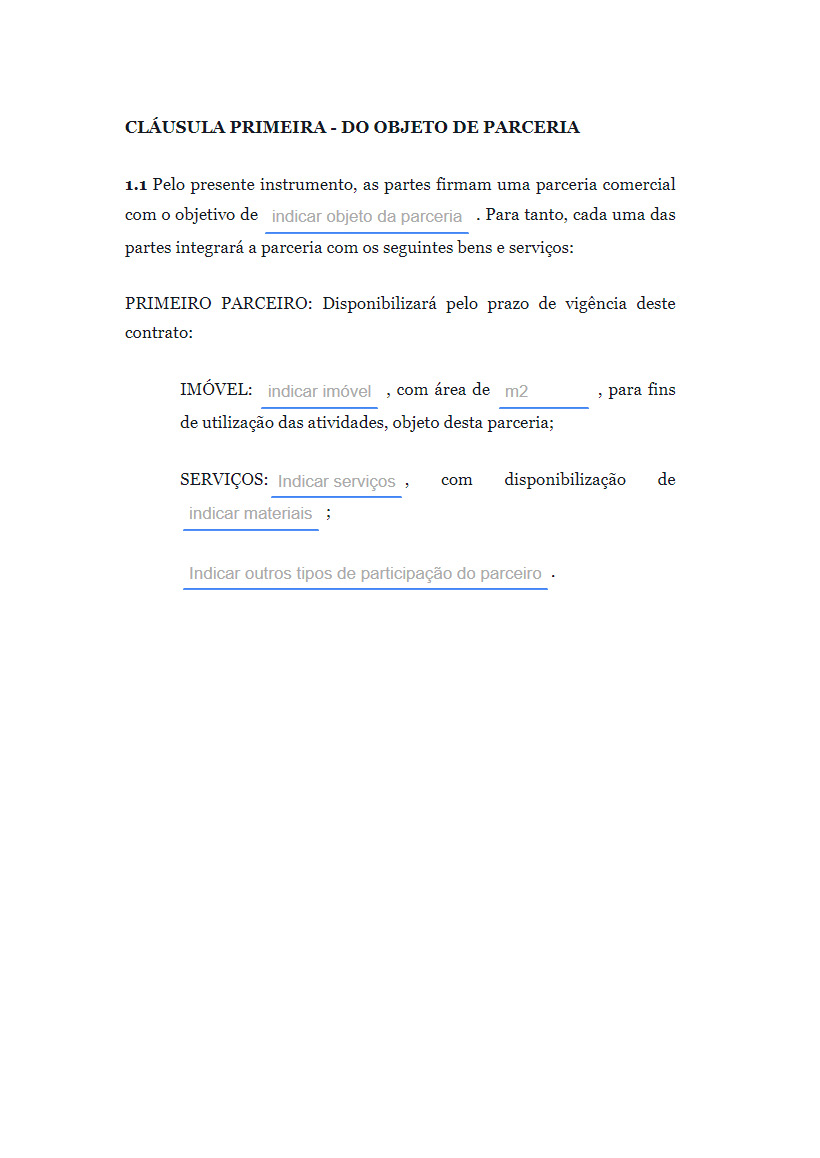 CLÁUSULA PRIMEIRA - DO OBJETO DE PARCERIA
1.1 Pelo presente instrumento, as partes firmam uma parceria comercial
com o objetivo de indicar objeto da parceria . Para tanto, cada uma das
partes integrará a parceria com os seguintes bens e serviços:
PRIMEIRO PARCEIRO: Disponibilizará pelo prazo de vigência deste
contrato:
IMÓVEL: indicar imóvel , com área de m2 , para fins
de utilização das atividades, objeto desta parceria;
SERVIÇOS: Indicar serviços , com disponibilização de
indicar materiais ;
Indicar outros tipos de participação do parceiro .